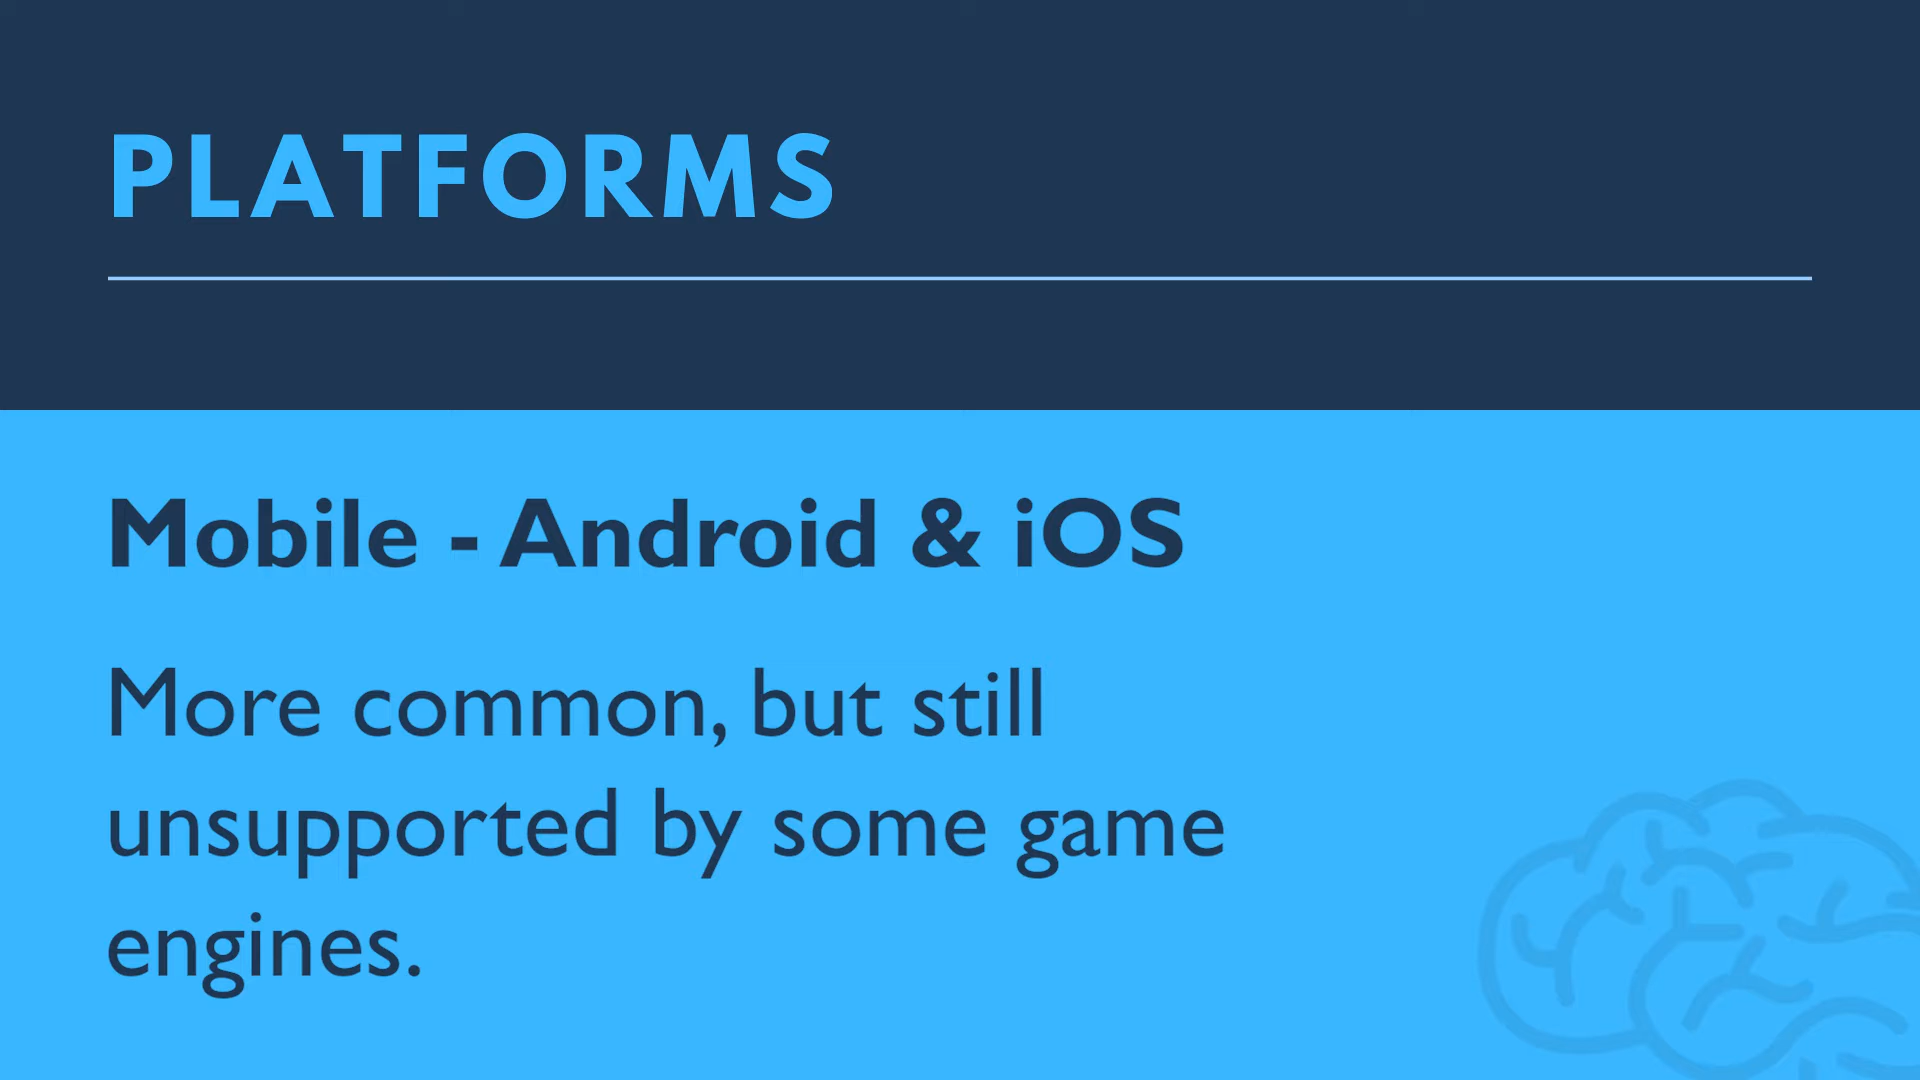 PLATFORMS
Mobile - Android & iOS
More common, but still
unsupported by some game
engines.